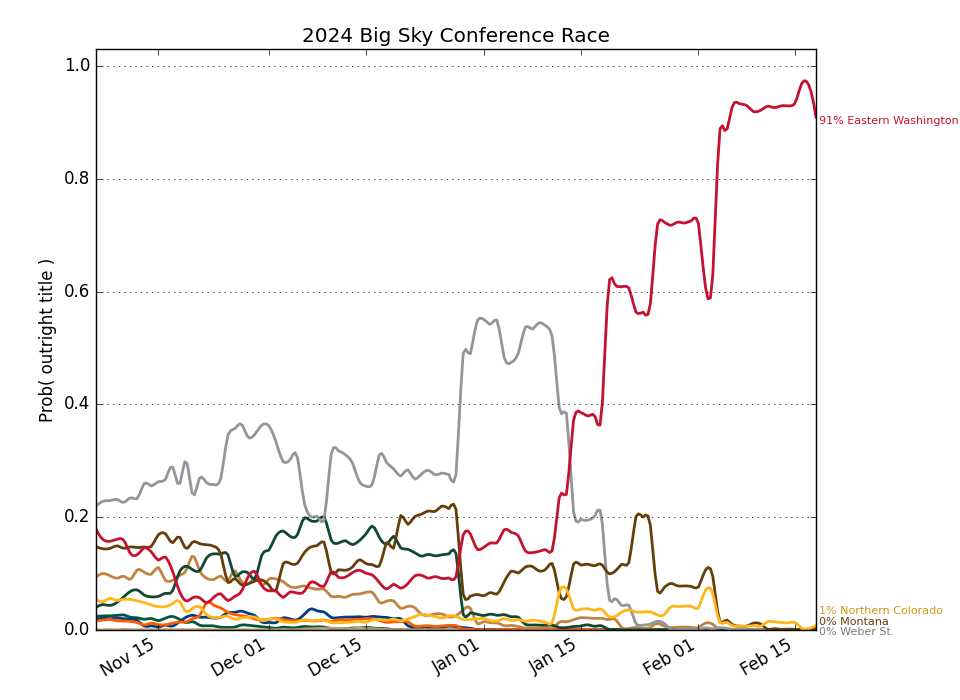 2024 Big Sky Conference Race
1.0
0.8
0.6
0.4
0.2
0.0
Prob( outright title )
91% Eastern Washington
1% Northern Colorado
0% Montana
0% Weber St.
Nov 15
Dec 01
Dec 15
Jan 01
Jan 15
Feb 01
Feb 15